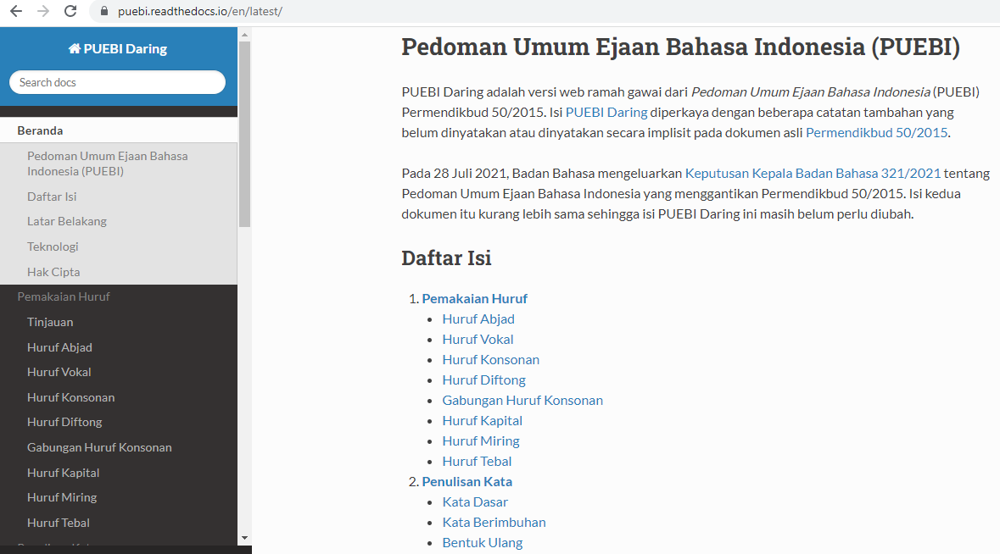 puebi.readthedocs.io/en/latest/
PUEBI Daring
Search docs
Beranda
Pedoman Umum Ejaan Bahasa
Indonesia (PUEBI)
Daftar Isi
Latar Belakang
Teknologi
Hak Cipta
Pemakaian Huruf
Tinjauan
Huruf Abjad
Huruf Vokal
Huruf Konsonan
Huruf Diftong
Gabungan Huruf Konsonan
Huruf Kapital
Huruf Miring
Huruf Tebal
Pedoman Umum Ejaan Bahasa Indonesia (PUEBI)
PUEBI Daring adalah versi web ramah gawai dari Pedoman Umum Ejaan Bahasa Indonesia (PUEBI)
Permendikbud 50/2015. Isi PUEBI Daring diperkaya dengan beberapa catatan tambahan yang
belum dinyatakan atau dinyatakan secara implisit pada dokumen asli Permendikbud 50/2015.
Pada 28 Juli 2021, Badan Bahasa mengeluarkan Keputusan Kepala Badan Bahasa 321/2021 tentang
Pedoman Umum Ejaan Bahasa Indonesia yang menggantikan Permendikbud 50/2015. Isi kedua
dokumen itu kurang lebih sama sehingga isi PUEBI Daring ini masih belum perlu diubah.
Daftar Isi
1. Pemakaian Huruf
• Huruf Abjad
• Huruf Vokal
• Huruf Konsonan
• Huruf Diftong
• Gabungan Huruf Konsonan
• Huruf Kapital
• Huruf Miring
• Huruf Tebal
2. Penulisan Kata
• Kata Dasar
• Kata Berimbuhan
• Bentuk Ulang